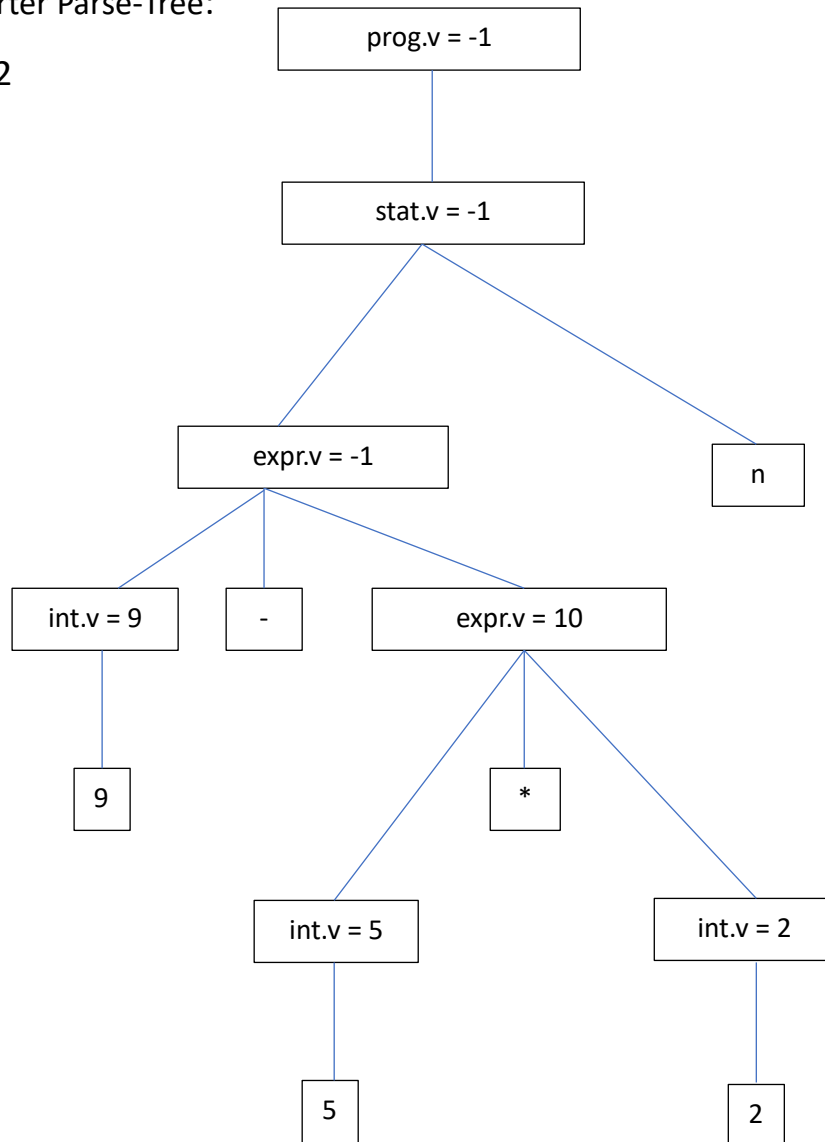 Parse-Tree:
2
prog.v = -1
stat.v = -1
expr.v = -1
n
int.v = 9
-
expr.v = 10
9
*
int.v = 5
int.v = 2
5
2